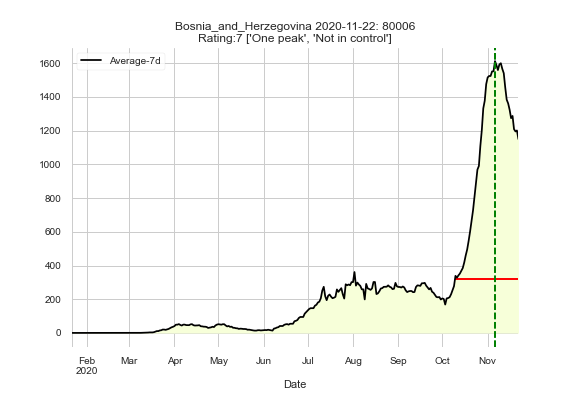 Bosnia_and_Herzegovina 2020-11-22: 80006
Rating:7 ['One peak', 'Not in control']
Average-7d
1600
1400
1200
1000
800
600
400
200
0
Feb Mar Apr May Jun Jul Aug Sep Oct Nov
2020
Date